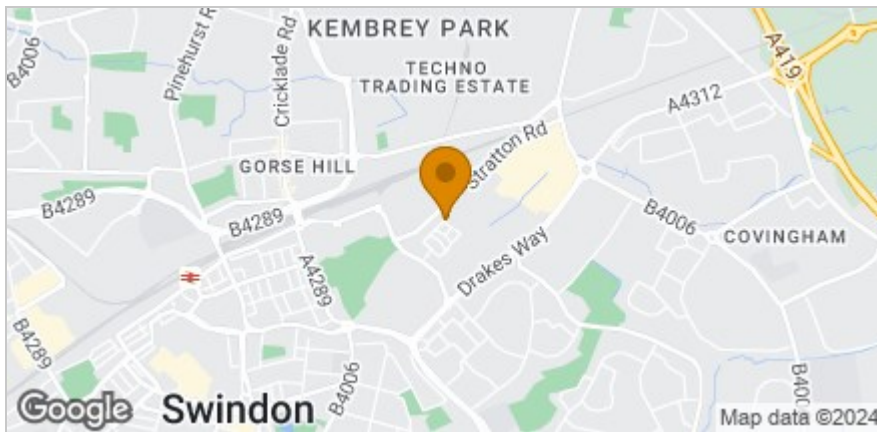 B4006
Pinehurst Rd
Cricklade Rd
KEMBREY PARK
TECHNO
TRADING ESTATE
A419
A4312
Stratton Rd
GORSE HILL
B4289
B4289
B4006
COVINGHAM
A4289
Drakes Way
B4289
B4006
Google
Swindon
Map data ©2024